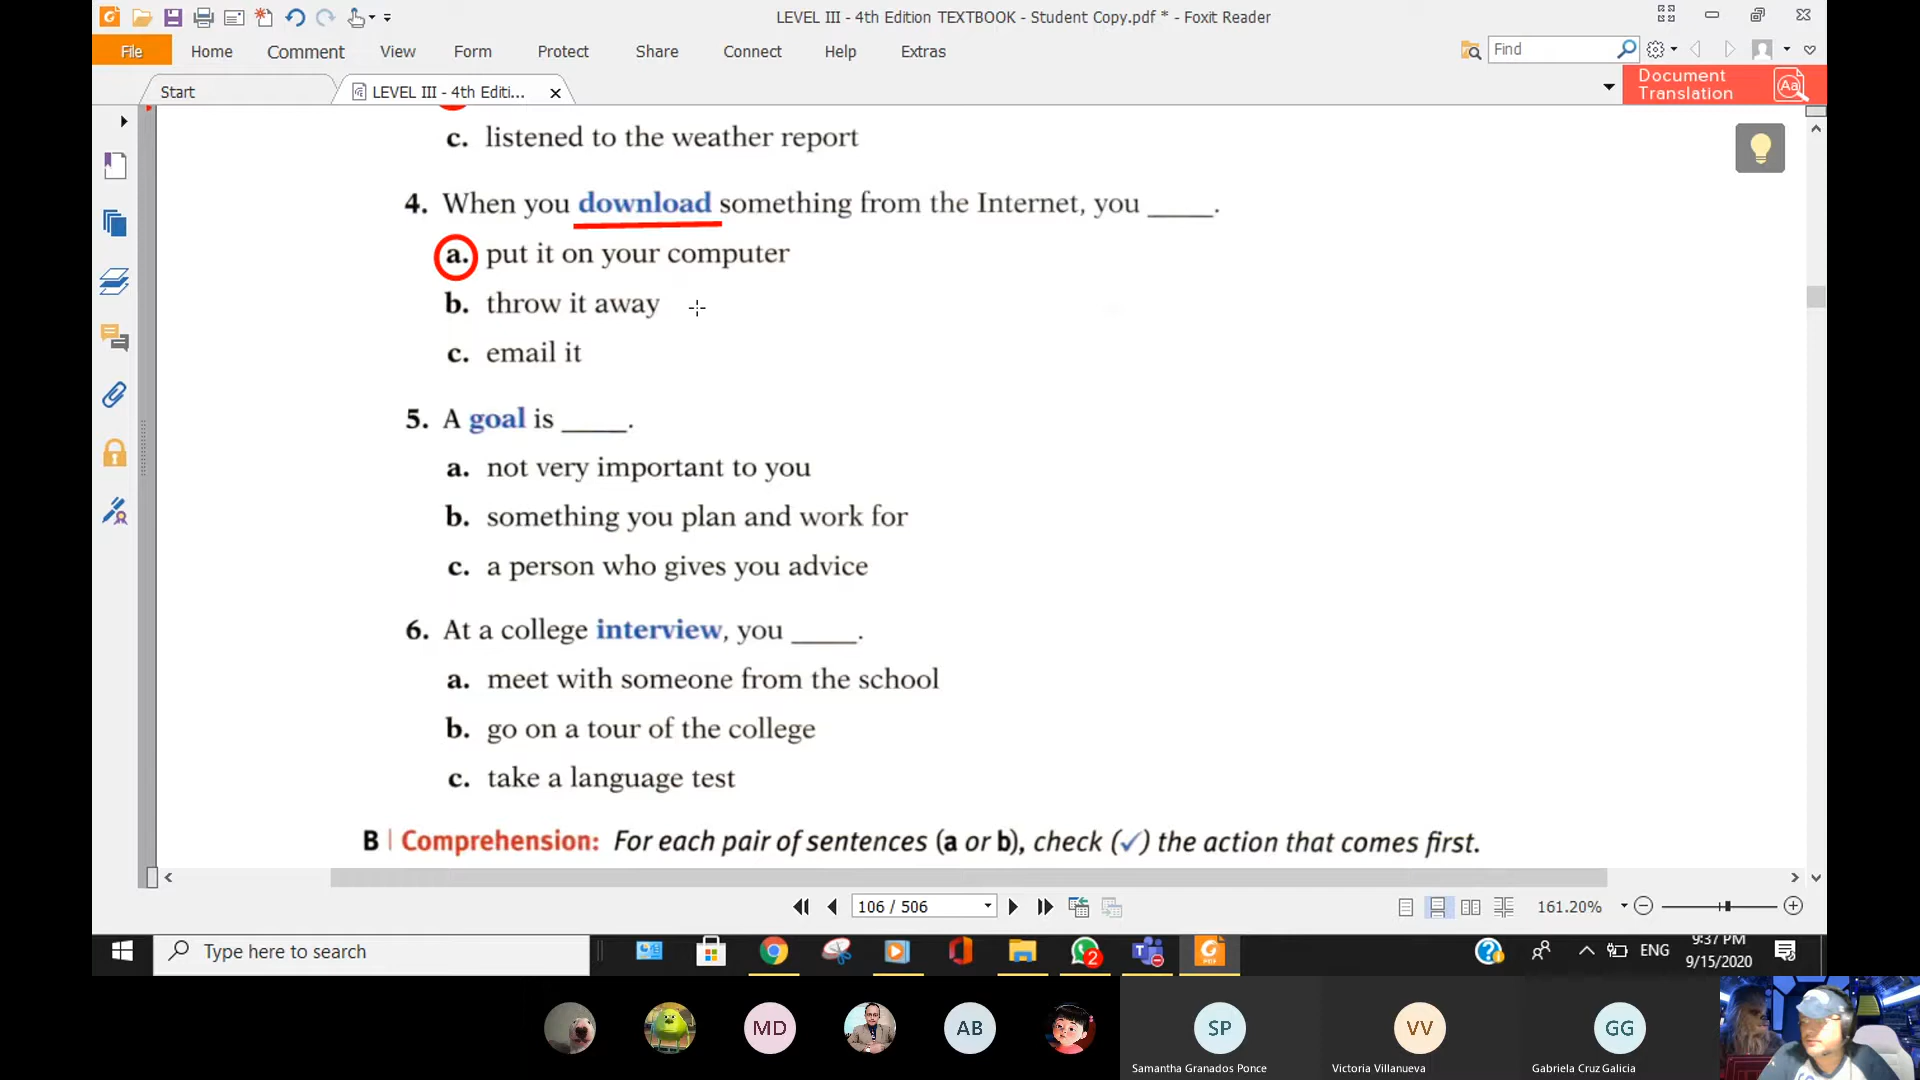 LEVEL III - 4th Edition TEXTBOOK - Student Copy.pdf * - Foxit Reader
File Home Comment View Form Protect Share Connect Help Extras
Find
Start
LEVEL III - 4th Editi...
Document
Translation
c. listened to the weather report
4. When you download something from the Internet, you _____.
a. put it on your computer
b. throw it away
c. email it
5. A goal is _____.
a. not very important to you
b. something you plan and work for
c. a person who gives you advice
6. At a college interview, you _____.
a. meet with someone from the school
b. go on a tour of the college
c. take a language test
B | Comprehension: For each pair of sentences (a or b), check (✓) the action that comes first.
106 / 506
161.20%
Type here to search
2
ENG
9:37 PM
9/15/2020
MD
AB
SP
VV
GG
Samantha Granados Ponce
Victoria Villanueva
Gabriela Cruz Galicia